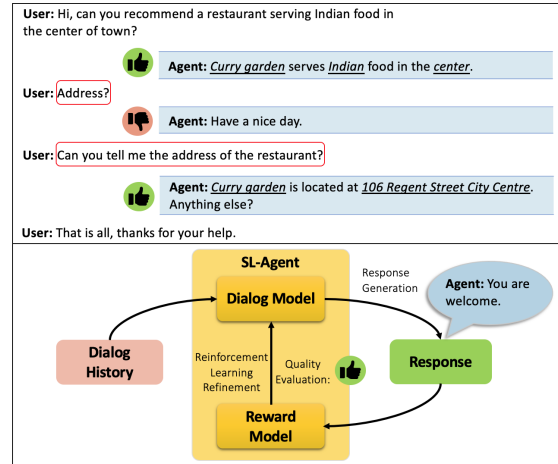 User: Hi, can you recommend a restaurant serving Indian food in
the center of town?
Agent: Curry garden serves Indian food in the center.
User: Address?
Agent: Have a nice day.
User: Can you tell me the address of the restaurant?
Agent: Curry garden is located at 106 Regent Street City Centre.
Anything else?
User: That is all, thanks for your help.
SL-Agent
Dialog Model
Response
Generation
Agent: You are
welcome.
Dialog
History
Reinforcement
Learning
Refinement
Quality
Evaluation:
Response
Reward
Model